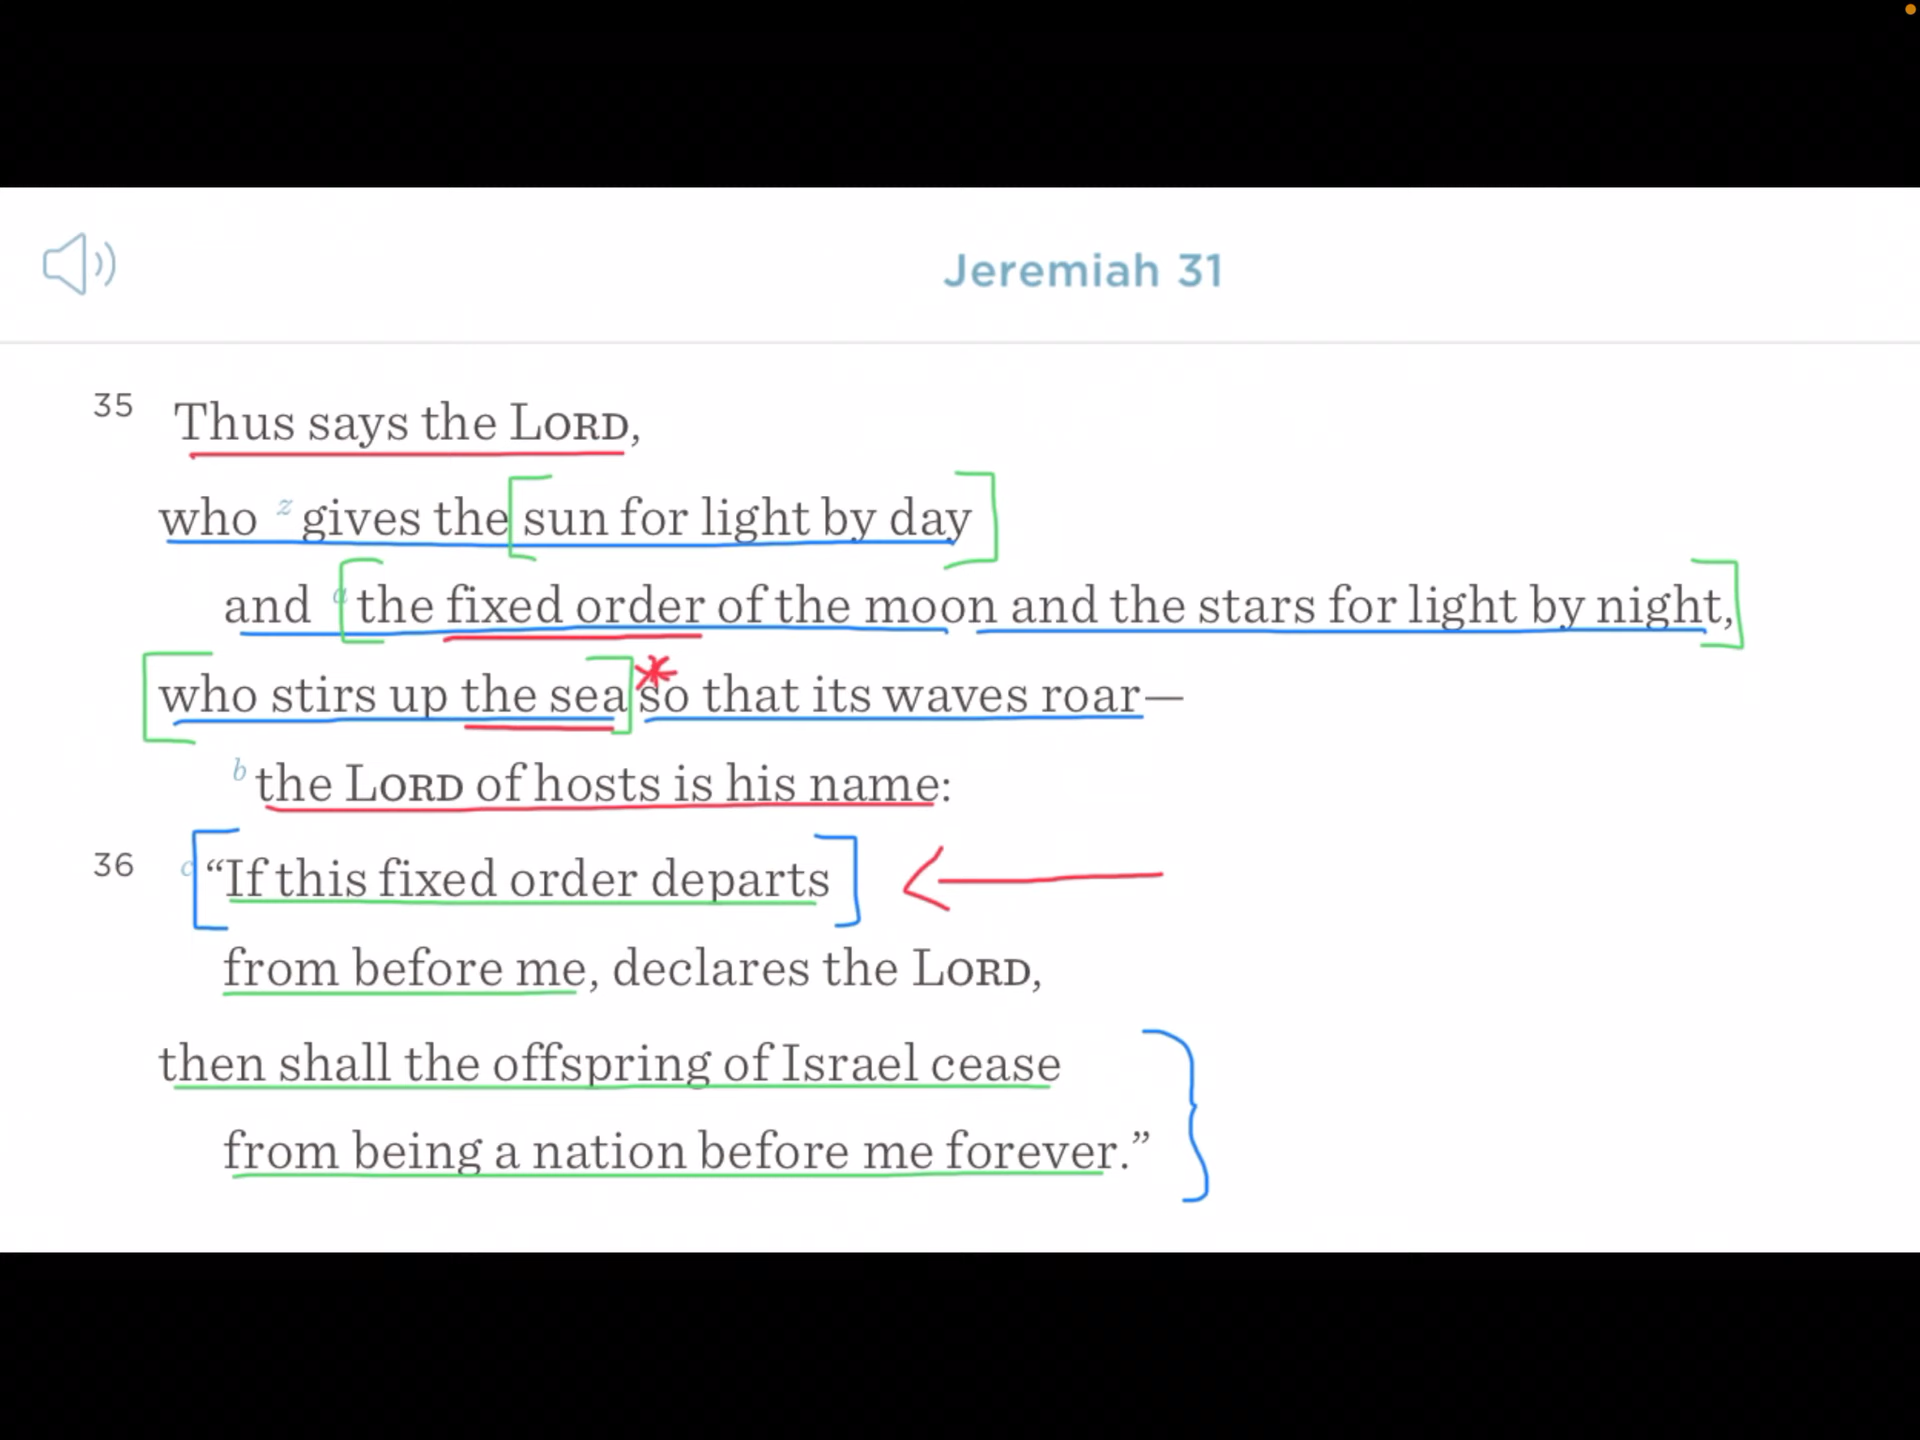 Jeremiah 31
35 Thus says the LORD,
who z gives the sun for light by day
and a the fixed order of the moon and the stars for light by night,
who stirs up the sea so that its waves roar—
b the LORD of hosts is his name:
36 c “If this fixed order departs
from before me, declares the LORD,
then shall the offspring of Israel cease
from being a nation before me forever.”